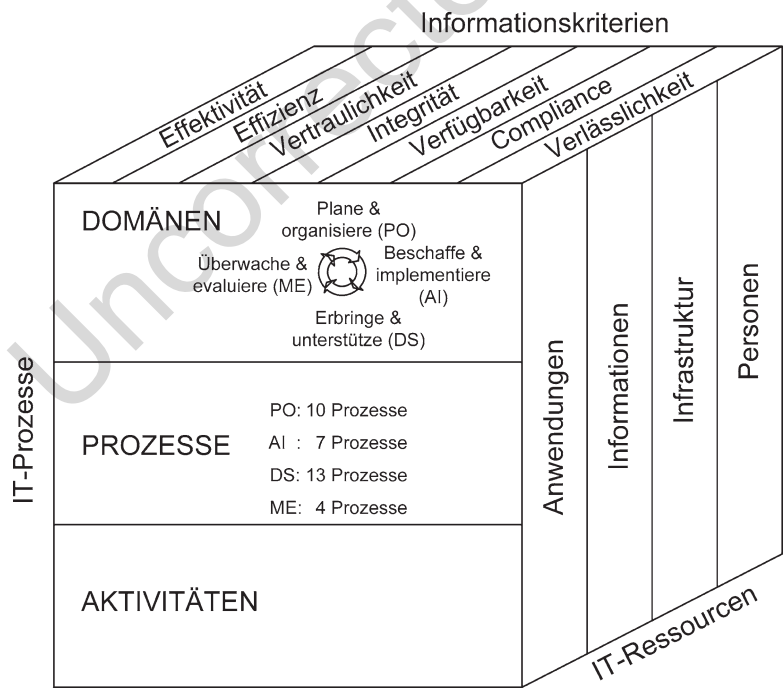 Informationskriterien
Effektivität
Effizienz
Vertraulichkeit
Integrität
Verfügbarkeit
Compliance
Verlässlichkeit
IT-Prozesse
DOMÄNEN
Plane &
organisiere (PO)
Überwache &
evaluiere (ME)
Beschaffe &
implementiere
(AI)
Erbringe &
unterstütze (DS)
PROZESSE
PO: 10 Prozesse
AI : 7 Prozesse
DS: 13 Prozesse
ME: 4 Prozesse
AKTIVITÄTEN
Anwendungen
Informationen
Infrastruktur
Personen
IT-Ressourcen
Uncorrecte